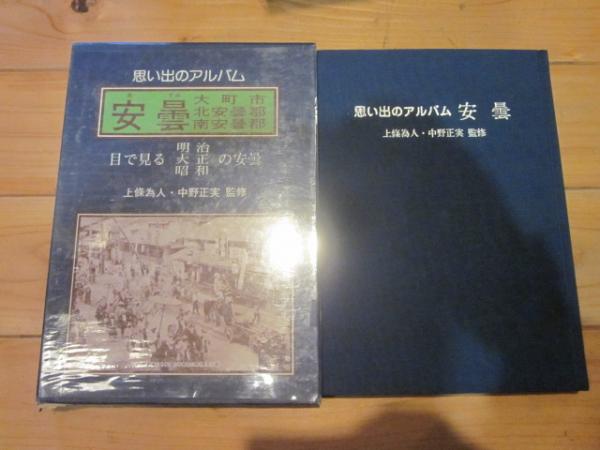 思い出のアルバム
安曇
大町市
北安曇郡
南安曇郡
明治
目で見る 大正 の安曇
昭和
上條為人・中野正実 監修
思い出のアルバム 安曇
上條為人・中野正実 監修